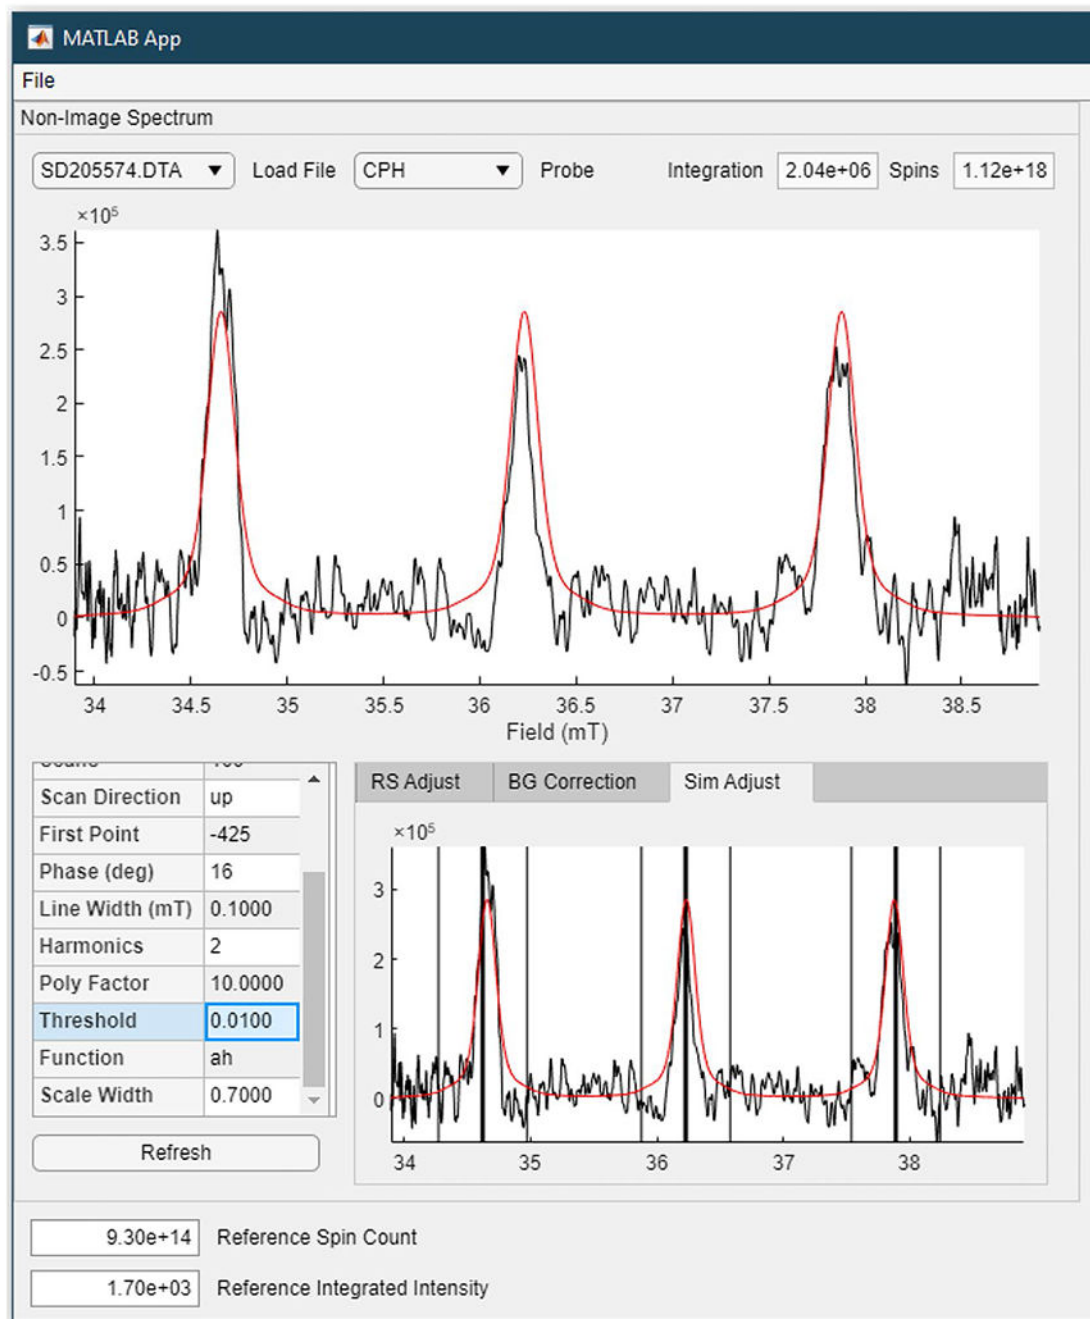 MATLAB App
File
Non-Image Spectrum
SD205574.DTA Load File CPH Probe Integration 2.04e+06 Spins 1.12e+18
×10⁵
3.5
3
2.5
2
1.5
1
0.5
0
-0.5
34 34.5 35 35.5 36 36.5 37 37.5 38 38.5
Field (mT)
Scan Direction up
First Point -425
Phase (deg) 16
Line Width (mT) 0.1000
Harmonics 2
Poly Factor 10.0000
Threshold 0.0100
Function ah
Scale Width 0.7000
Refresh
RS Adjust BG Correction Sim Adjust
×10⁵
3
2
1
0
34 35 36 37 38
9.30e+14 Reference Spin Count
1.70e+03 Reference Integrated Intensity